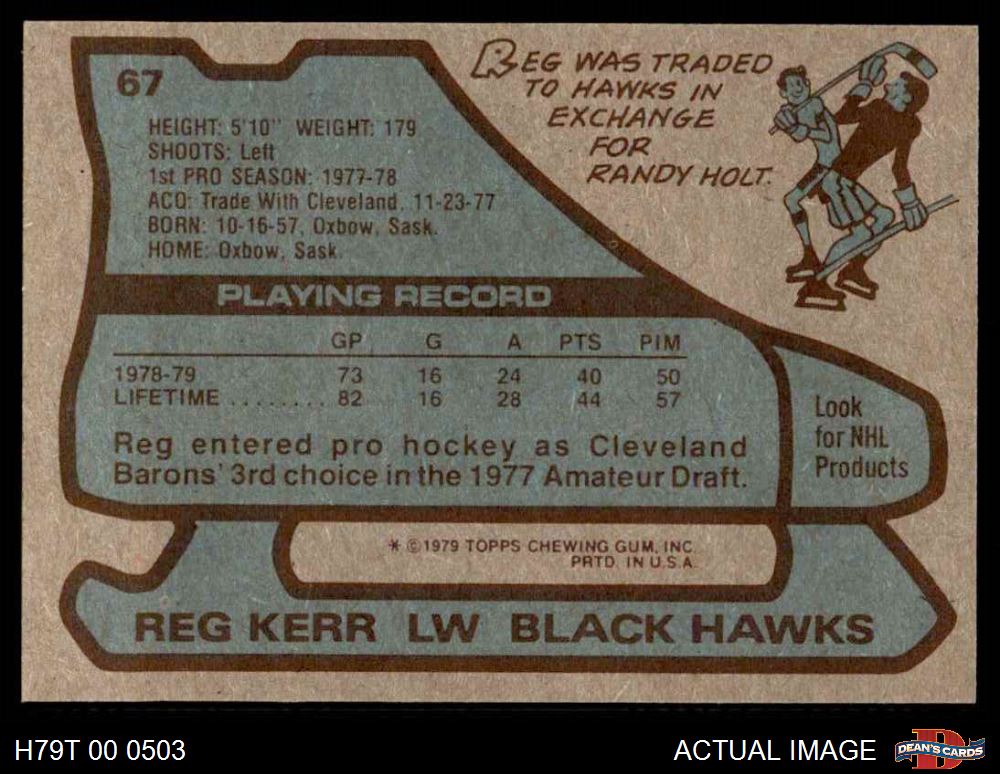 67
HEIGHT: 5'10" WEIGHT: 179
SHOOTS: Left
1st PRO SEASON: 1977-78
ACQ: Trade With Cleveland, 11-23-77
BORN: 10-16-57, Oxbow, Sask.
HOME: Oxbow, Sask.
REG WAS TRADED
TO HAWKS IN
EXCHANGE
FOR
RANDY HOLT.
PLAYING RECORD
GP G A PTS PIM
1978-79 73 16 24 40 50
LIFETIME ........ 82 16 28 44 57
Reg entered pro hockey as Cleveland
Barons' 3rd choice in the 1977 Amateur Draft.
Look
for NHL
Products
* © 1979 TOPPS CHEWING GUM, INC.
PRTD. IN U.S.A.
REG KERR LW BLACK HAWKS
H79T 00 0503
ACTUAL IMAGE
D
DEAN'S CARDS